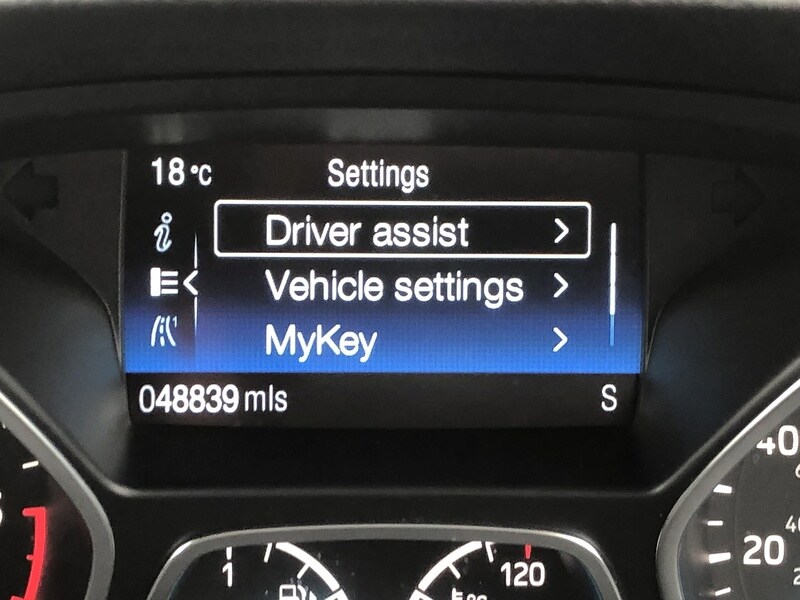 18°C Settings
Driver assist
Vehicle settings
MyKey
048839 mls S
40
20
1 120